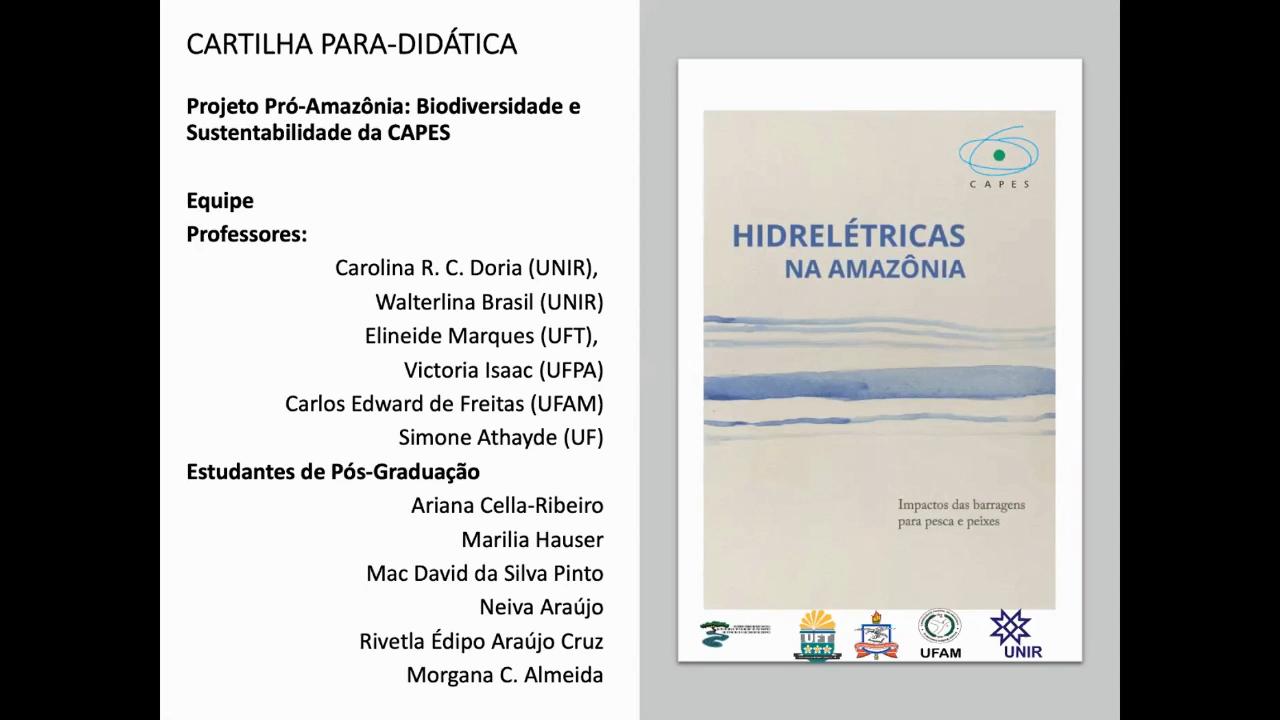 CARTILHA PARA-DIDÁTICA
Projeto Pró-Amazônia: Biodiversidade e
Sustentabilidade da CAPES
Equipe
Professores:
Carolina R. C. Doria (UNIR),
Walterlina Brasil (UNIR)
Elineide Marques (UFT),
Victoria Isaac (UFPA)
Carlos Edward de Freitas (UFAM)
Simone Athayde (UF)
Estudantes de Pós-Graduação
Ariana Cella-Ribeiro
Marilia Hauser
Mac David da Silva Pinto
Neiva Araújo
Rivetla Édipo Araújo Cruz
Morgana C. Almeida
CAPES
HIDRELÉTRICAS
NA AMAZÔNIA
Impactos das barragens
para pesca e peixes
UFT
UFAM
UNIR